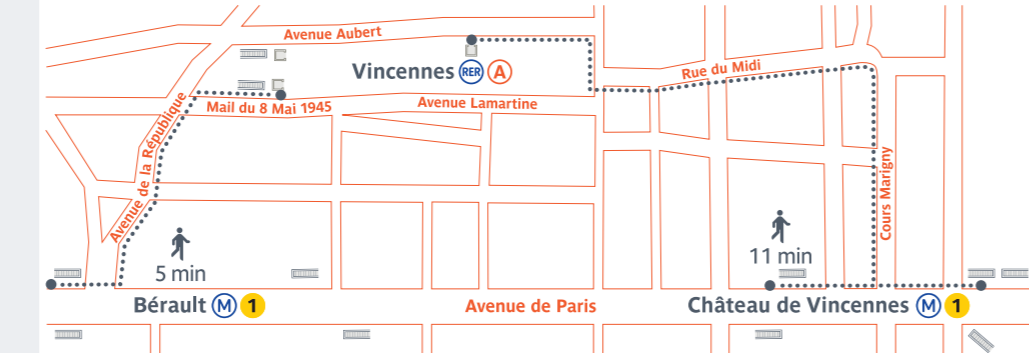 Avenue Aubert
Vincennes RER A
Rue du Midi
Mail du 8 Mai 1945
Avenue Lamartine
Avenue de la République
Cours Marigny
5 min
11 min
Bérault M 1
Avenue de Paris
Château de Vincennes M 1